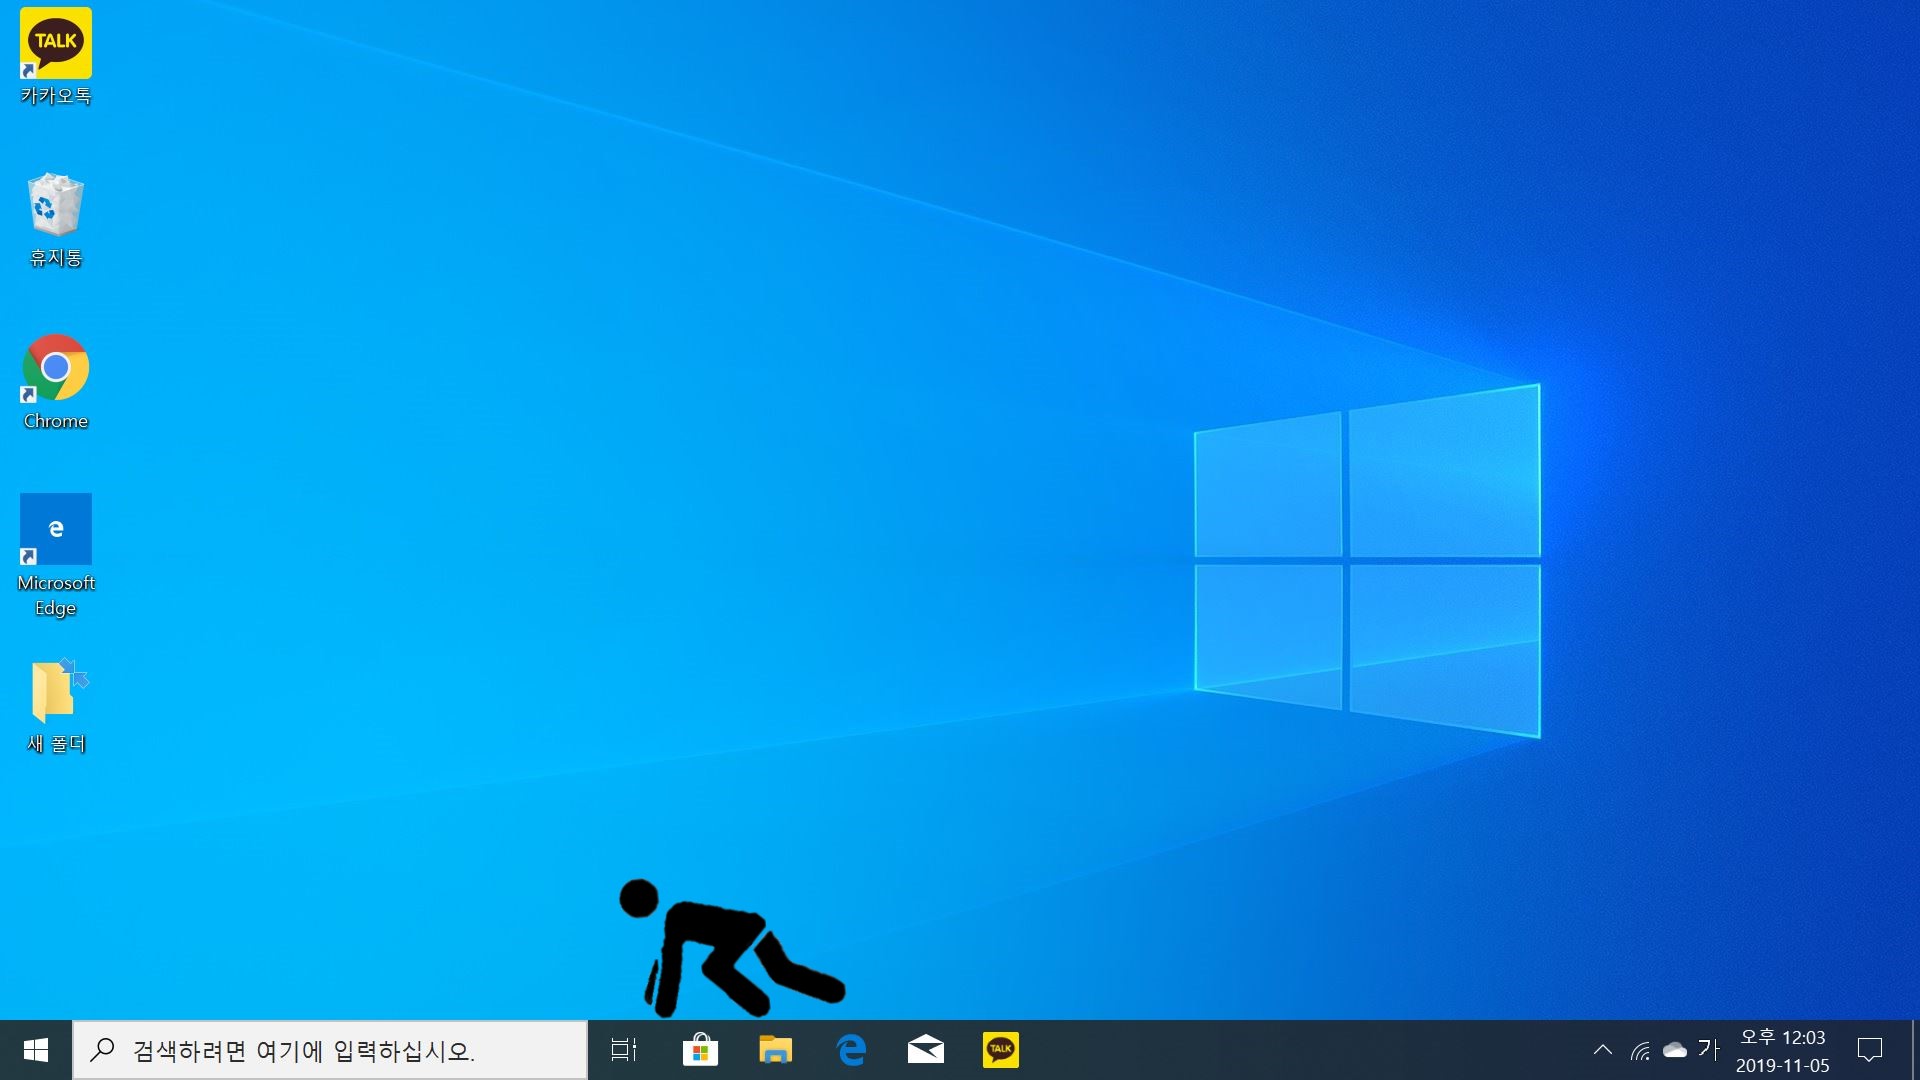 TALK
카카오톡
휴지통
Chrome
Microsoft
Edge
새 폴더
검색하려면 여기에 입력하십시오.
TALK
가
오후 12:03
2019-11-05